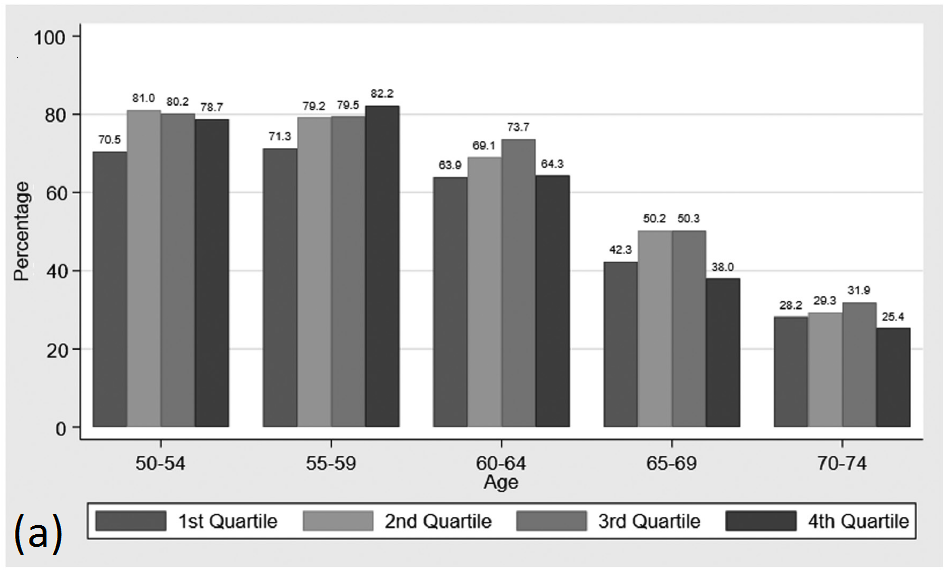 100
81.0 80.2 78.7 79.2 79.5 82.2
80
70.5 71.3 73.7
63.9 69.1 64.3
60
50.2 50.3
Percentage
42.3 38.0
40
28.2 29.3 31.9 25.4
20
0
50-54 55-59 60-64 65-69 70-74
Age
(a) 1st Quartile 2nd Quartile 3rd Quartile 4th Quartile